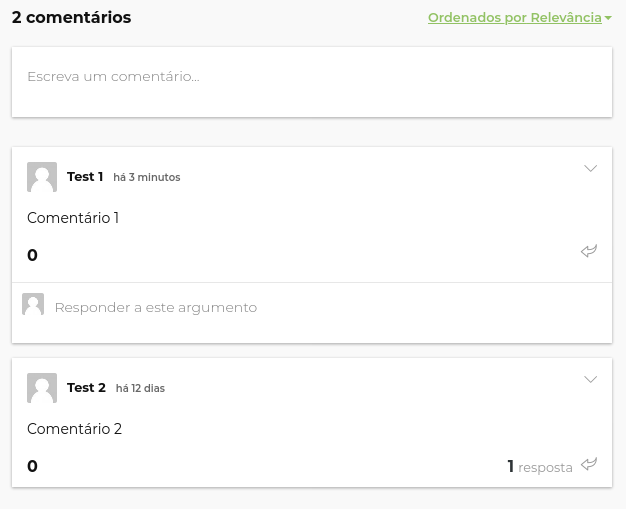 2 comentários Ordenados por Relevância
Escreva um comentário...
Test 1 há 3 minutos
Comentário 1
0
Responder a este argumento
Test 2 há 12 dias
Comentário 2
0 1 resposta